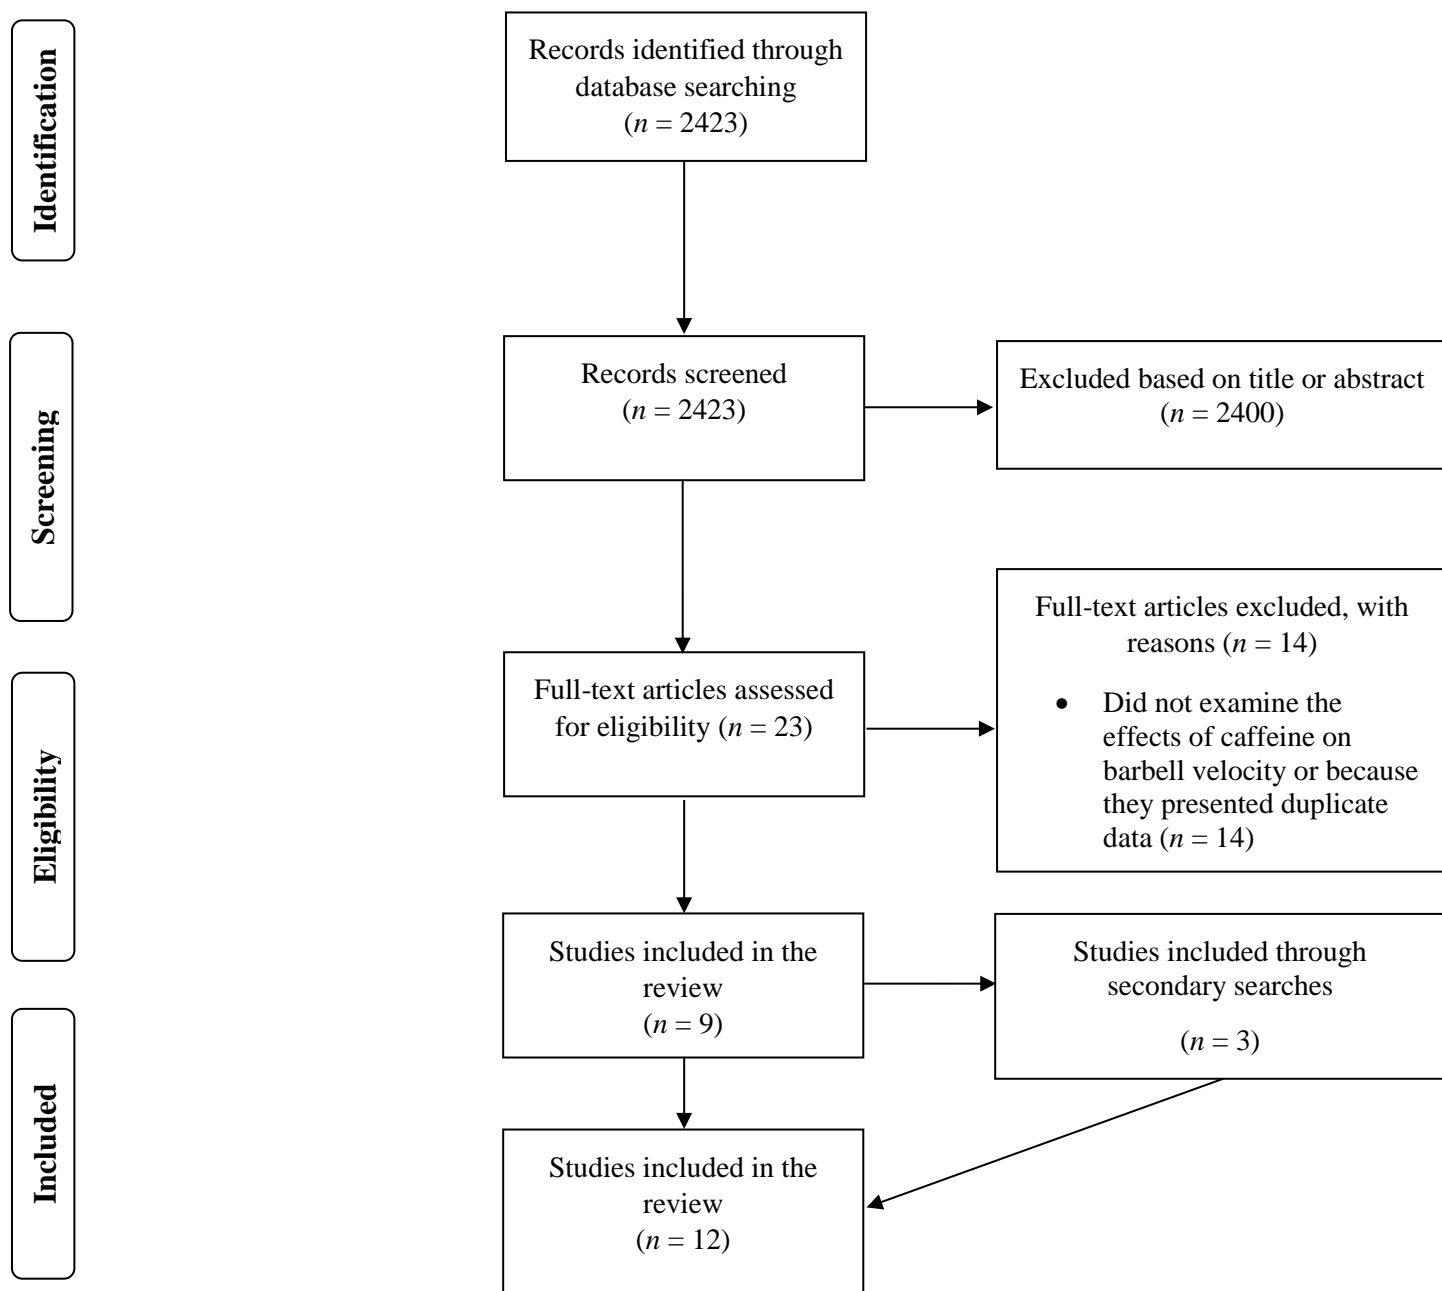 Identification
Records identified through
database searching
(n = 2423)
Screening
Records screened
(n = 2423)
Excluded based on title or abstract
(n = 2400)
Eligibility
Full-text articles assessed
for eligibility (n = 23)
Full-text articles excluded, with
reasons (n = 14)
• Did not examine the
effects of caffeine on
barbell velocity or because
they presented duplicate
data (n = 14)
Studies included in the
review
(n = 9)
Studies included through
secondary searches
(n = 3)
Included
Studies included in the
review
(n = 12)